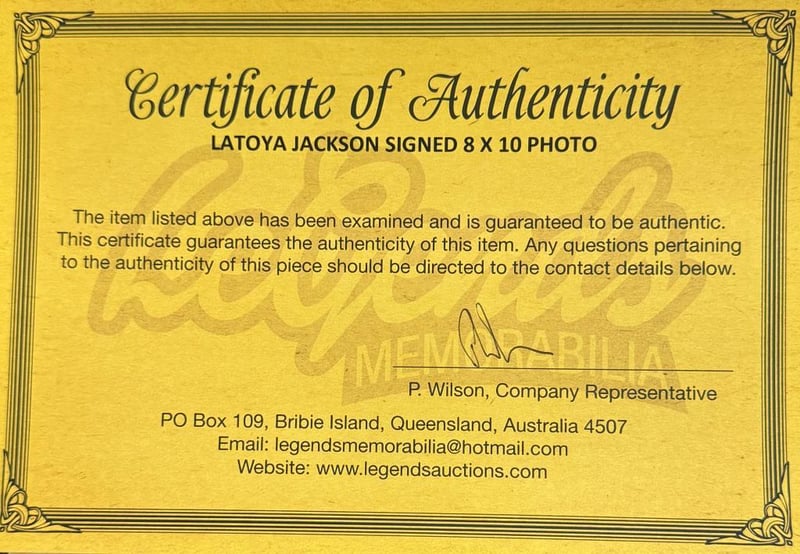 Certificate of Authenticity
LATOYA JACKSON SIGNED 8 X 10 PHOTO
Legends
The item listed above has been examined and is guaranteed to be authentic.
This certificate guarantees the authenticity of this item. Any questions pertaining
to the authenticity of this piece should be directed to the contact details below.
MEMORABILIA
P. Wilson, Company Representative
PO Box 109, Bribie Island, Queensland, Australia 4507
Email: legendsmemorabilia@hotmail.com
Website: www.legendsauctions.com